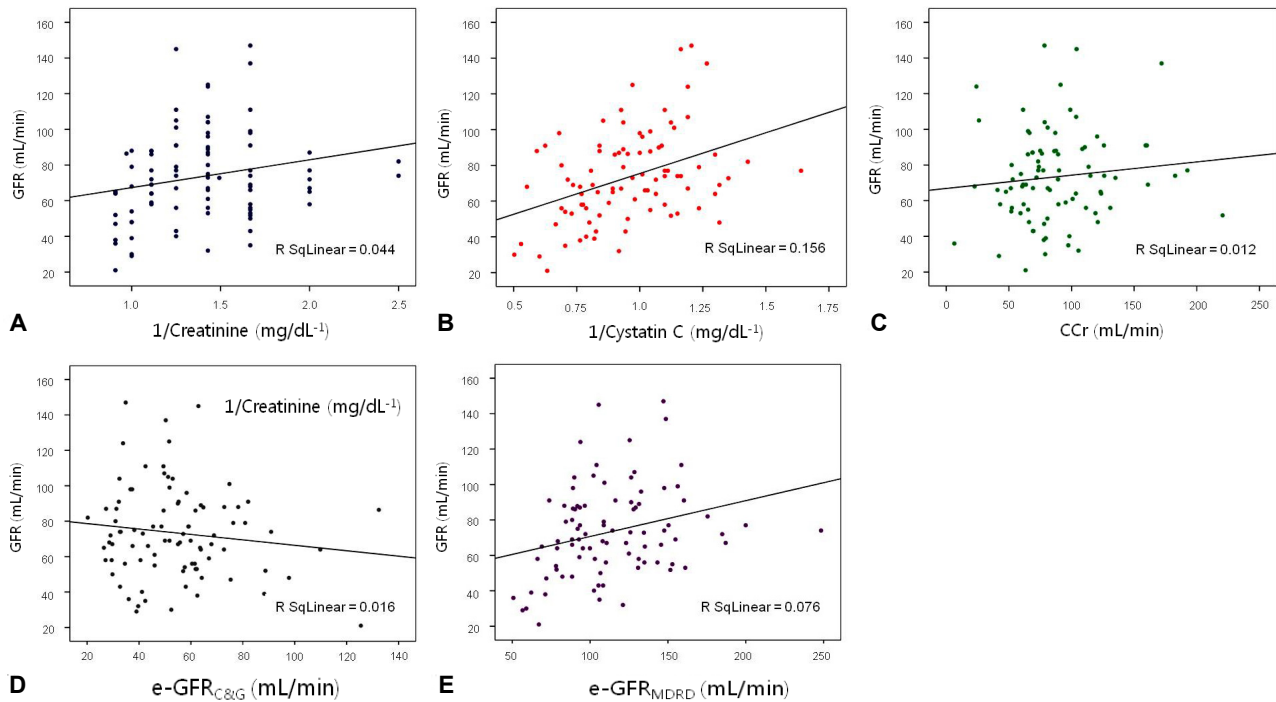 160
140
120
100
80
60
40
20
GFR (mL/min)
R SqLinear = 0.044
1.0 1.5 2.0 2.5
A
1/Creatinine (mg/dL⁻¹)
160
140
120
100
80
60
40
20
GFR (mL/min)
R SqLinear = 0.156
0.5 0.75 1.0 1.25 1.5 1.75
B
1/Cystatin C (mg/dL⁻¹)
160
140
120
100
80
60
40
20
GFR (mL/min)
R SqLinear = 0.012
0 50 100 150 200 250
C
CCr (mL/min)
160
140
120
100
80
60
40
20
GFR (mL/min)
1/Creatinine (mg/dL⁻¹)
R SqLinear = 0.016
20 40 60 80 100 120 140
D
e-GFR C&G (mL/min)
160
140
120
100
80
60
40
20
GFR (mL/min)
R SqLinear = 0.076
50 100 150 200 250
E
e-GFR MDRD (mL/min)